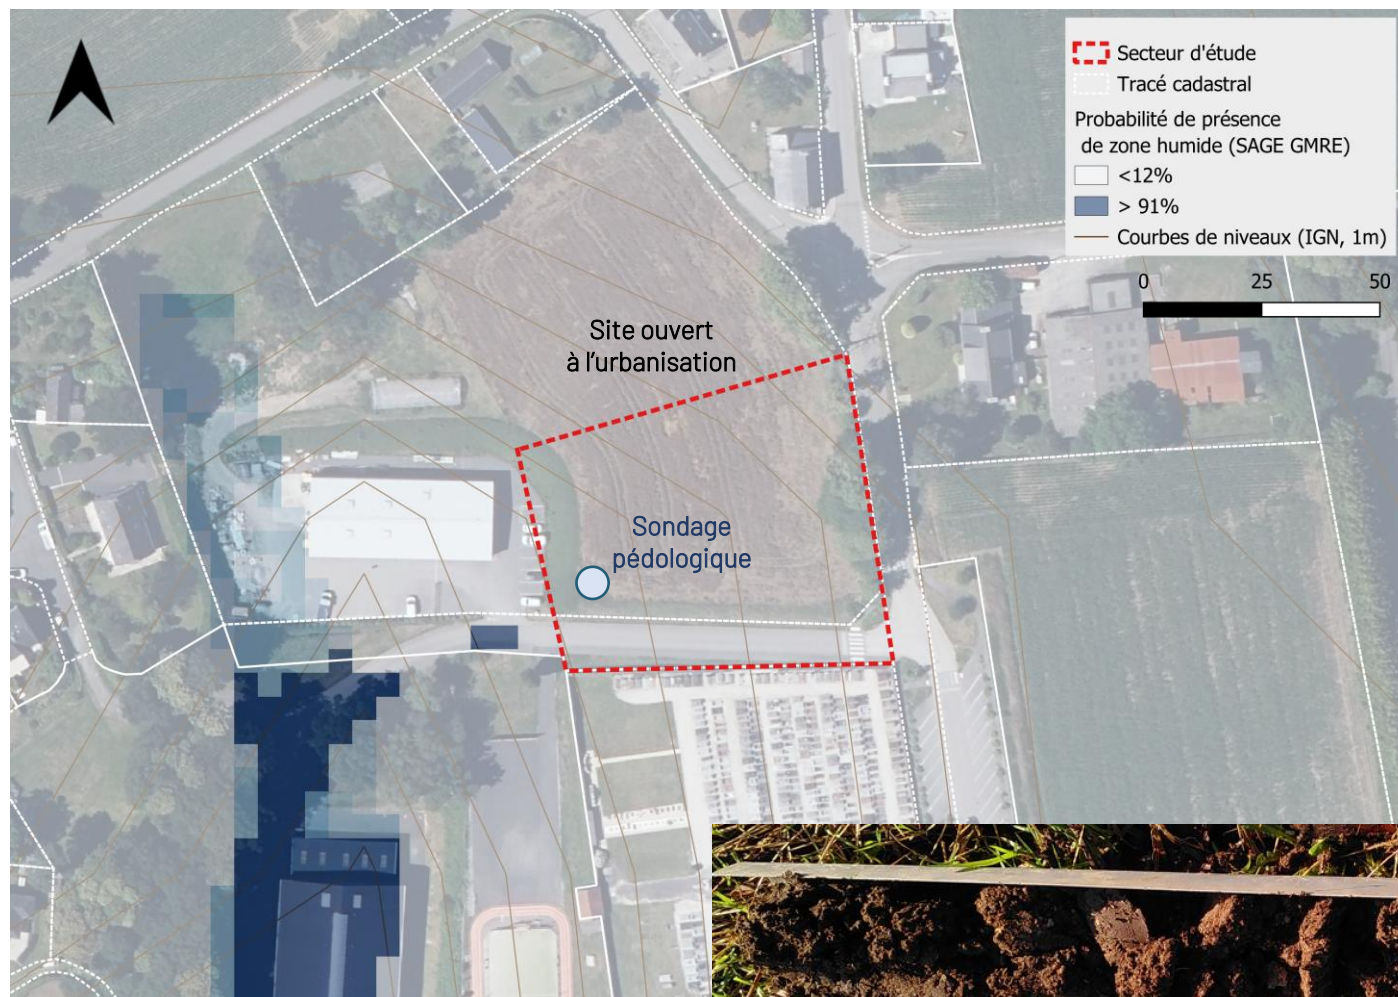 Secteur d'étude
Tracé cadastral
Probabilité de présence
de zone humide (SAGE GMRE)
<12%
> 91%
Courbes de niveaux (IGN, 1m)
0 25 50
Site ouvert
à l'urbanisation
Sondage
pédologique